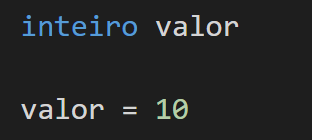 inteiro valor
valor = 10